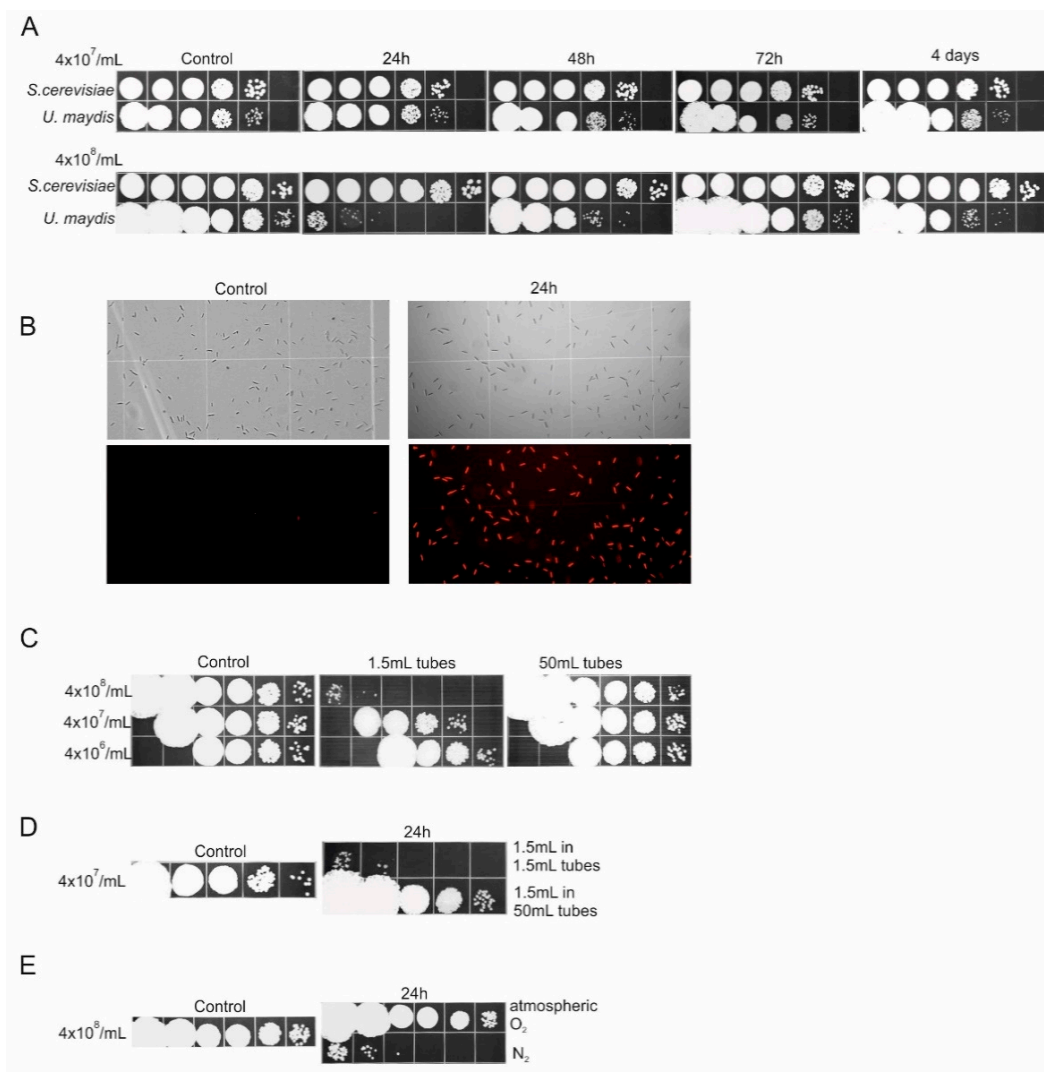 A
4x10⁷/mL Control 24h 48h 72h 4 days
S.cerevisiae
U. maydis
4x10⁸/mL
S.cerevisiae
U. maydis
Control 24h
B
C
Control 1.5mL tubes 50mL tubes
4x10⁸/mL
4x10⁷/mL
4x10⁶/mL
D
24h
Control 1.5mL in
1.5mL tubes
4x10⁷/mL
1.5mL in
50mL tubes
E
24h
Control atmospheric
4x10⁸/mL O₂
N₂